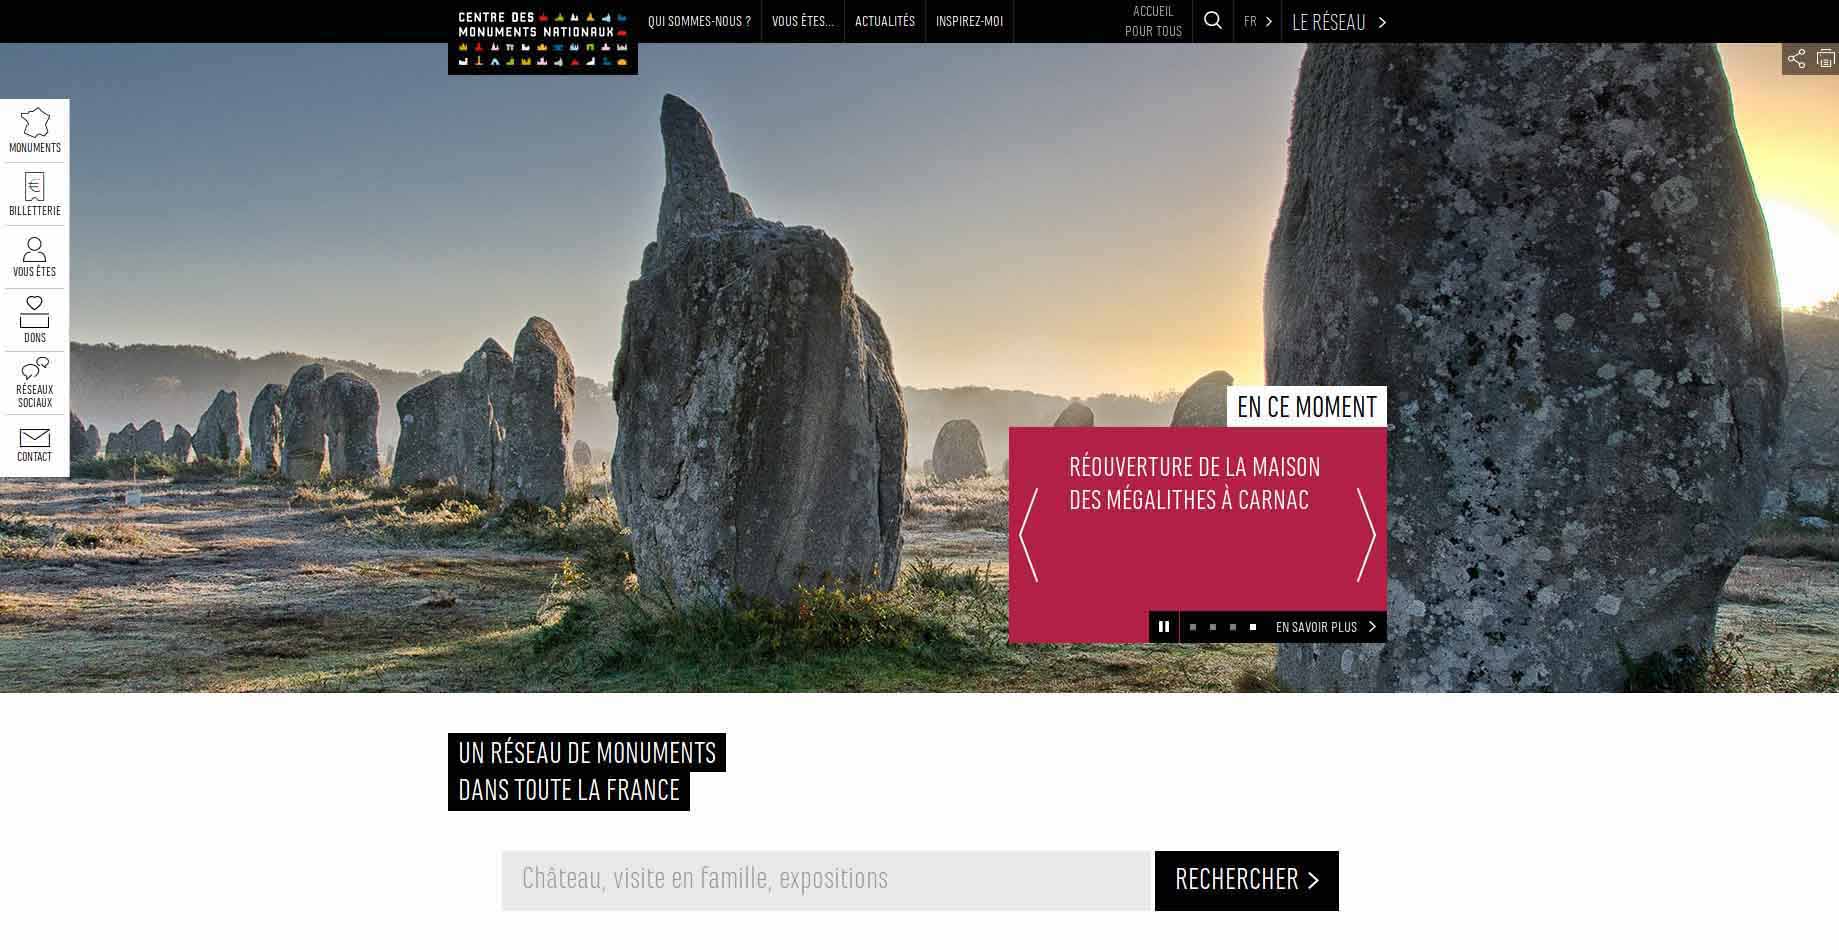 CENTRE DES
MONUMENTS NATIONAUX
QUI SOMMES-NOUS ?
VOUS ÊTES...
ACTUALITÉS
INSPIREZ-MOI
ACCUEIL
POUR TOUS
FR
LE RÉSEAU
MONUMENTS
BILLETTERIE
VOUS ÊTES
DONS
RÉSEAUX
SOCIAUX
CONTACT
EN CE MOMENT
RÉOUVERTURE DE LA MAISON
DES MÉGALITHES À CARNAC
EN SAVOIR PLUS
UN RÉSEAU DE MONUMENTS
DANS TOUTE LA FRANCE
Château, visite en famille, expositions
RECHERCHER